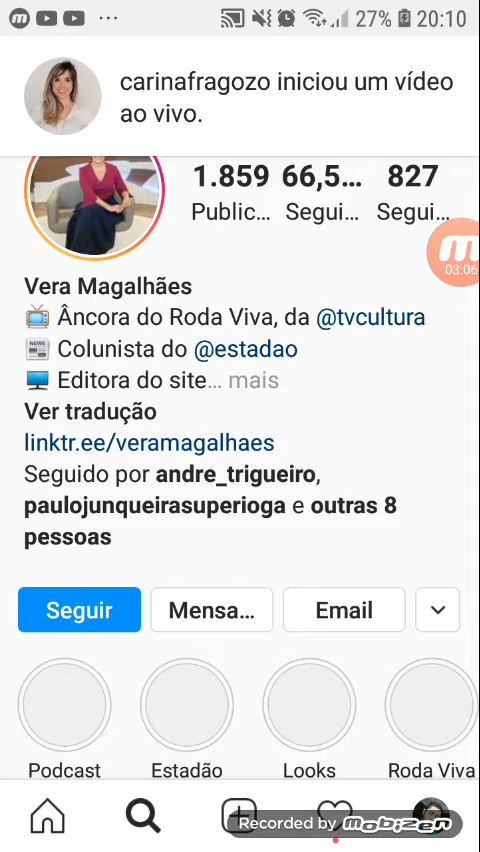 27% 20:10
carinafragozo iniciou um vídeo
ao vivo.
1.859 66,5... 827
Public... Segui... Segui...
03:06
Vera Magalhães
Âncora do Roda Viva, da @tvcultura
NEWS Colunista do @estadao
Editora do site... mais
Ver tradução
linktr.ee/veramagalhaes
Seguido por andre_trigueiro,
paulojunqueirasuperioga e outras 8
pessoas
Seguir Mensa... Email
Podcast Estadão Looks Roda Viva
Recorded by mobizen